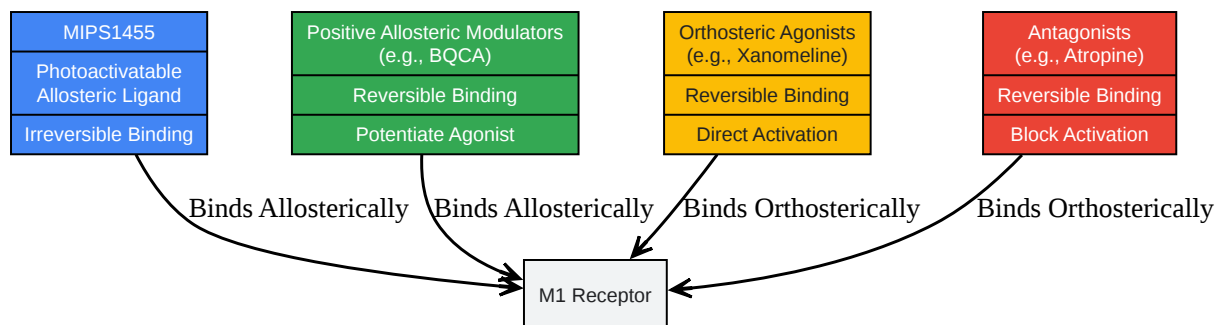 MIPS1455
Photoactivatable
Allosteric Ligand
Irreversible Binding
Positive Allosteric Modulators
(e.g., BQCA)
Reversible Binding
Potentiate Agonist
Orthosteric Agonists
(e.g., Xanomeline)
Reversible Binding
Direct Activation
Antagonists
(e.g., Atropine)
Reversible Binding
Block Activation
Binds Allosterically
Binds Allosterically
Binds Orthosterically
Binds Orthosterically
M1 Receptor